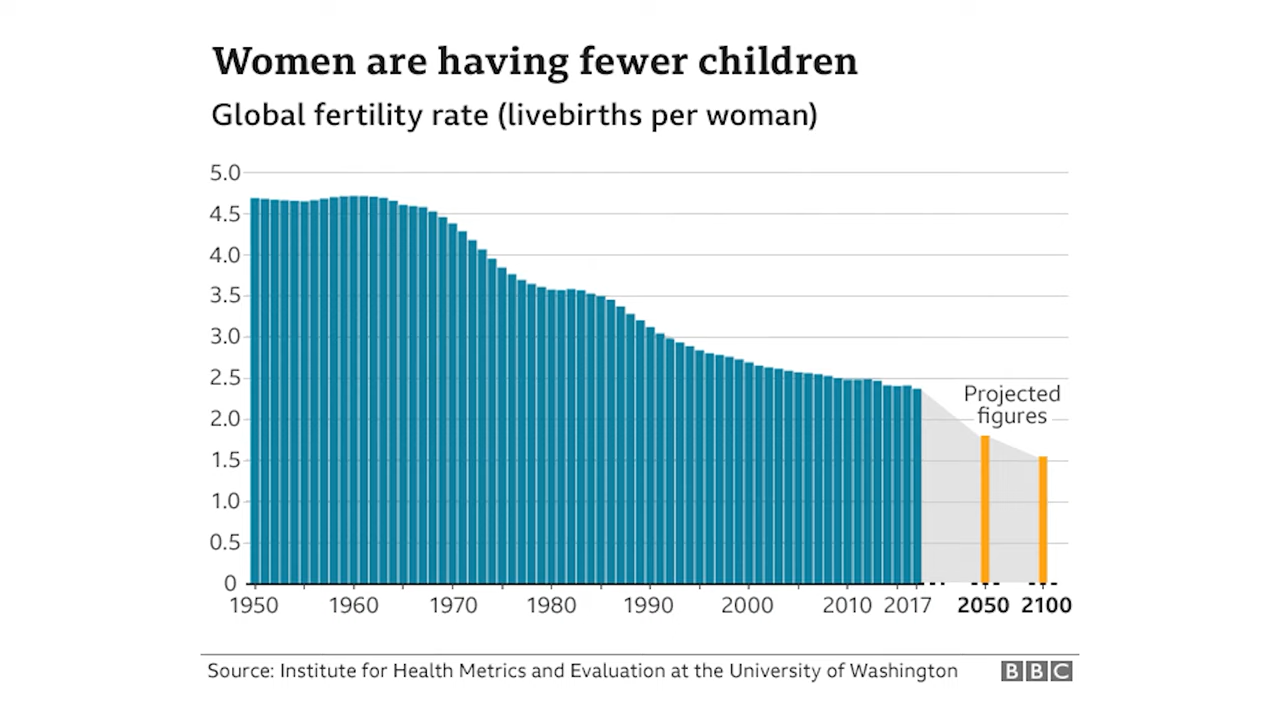 Women are having fewer children
Global fertility rate (livebirths per woman)
5.0
4.5
4.0
3.5
3.0
2.5
2.0
1.5
1.0
0.5
0
Projected
figures
1950 1960 1970 1980 1990 2000 2010 2017 2050 2100
Source: Institute for Health Metrics and Evaluation at the University of Washington
BBC